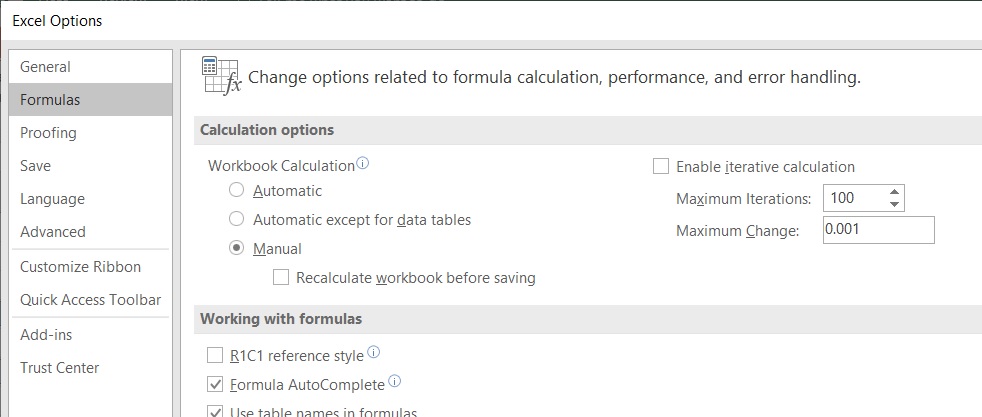 Excel Options
General
Formulas
Proofing
Save
Language
Advanced
Customize Ribbon
Quick Access Toolbar
Add-ins
Trust Center
fx Change options related to formula calculation, performance, and error handling.
Calculation options
Workbook Calculation
Automatic
Automatic except for data tables
Manual
Recalculate workbook before saving
Enable iterative calculation
Maximum Iterations: 100
Maximum Change: 0.001
Working with formulas
R1C1 reference style
Formula AutoComplete
Use table names in formulas